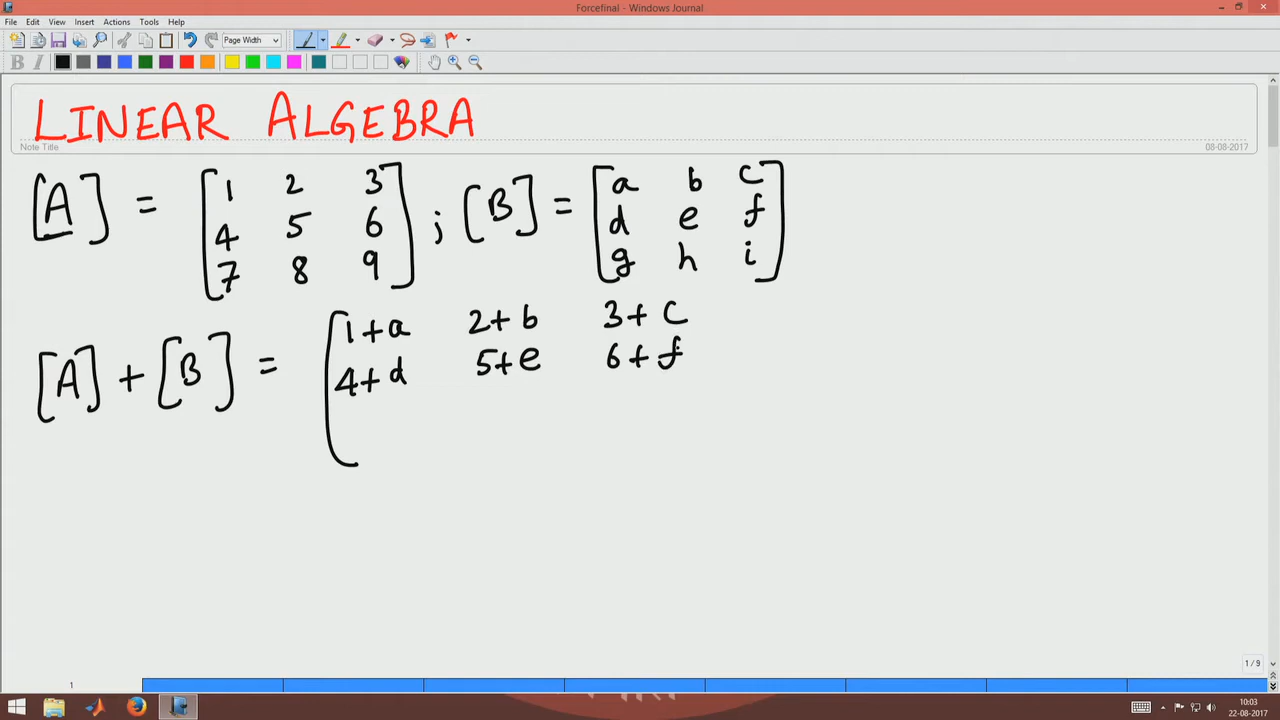 Forcefinal - Windows Journal
File Edit View Insert Actions Tools Help
Page Width
B I
LINEAR ALGEBRA
Note Title
08-08-2017
[A] = [1 2 3 ; [B] = [a b c
4 5 6 d e f
7 8 9] g h i]
[A] + [B] = [1+a 2+b 3+c
4+d 5+e 6+f
1 / 9
1
10:03
22-08-2017